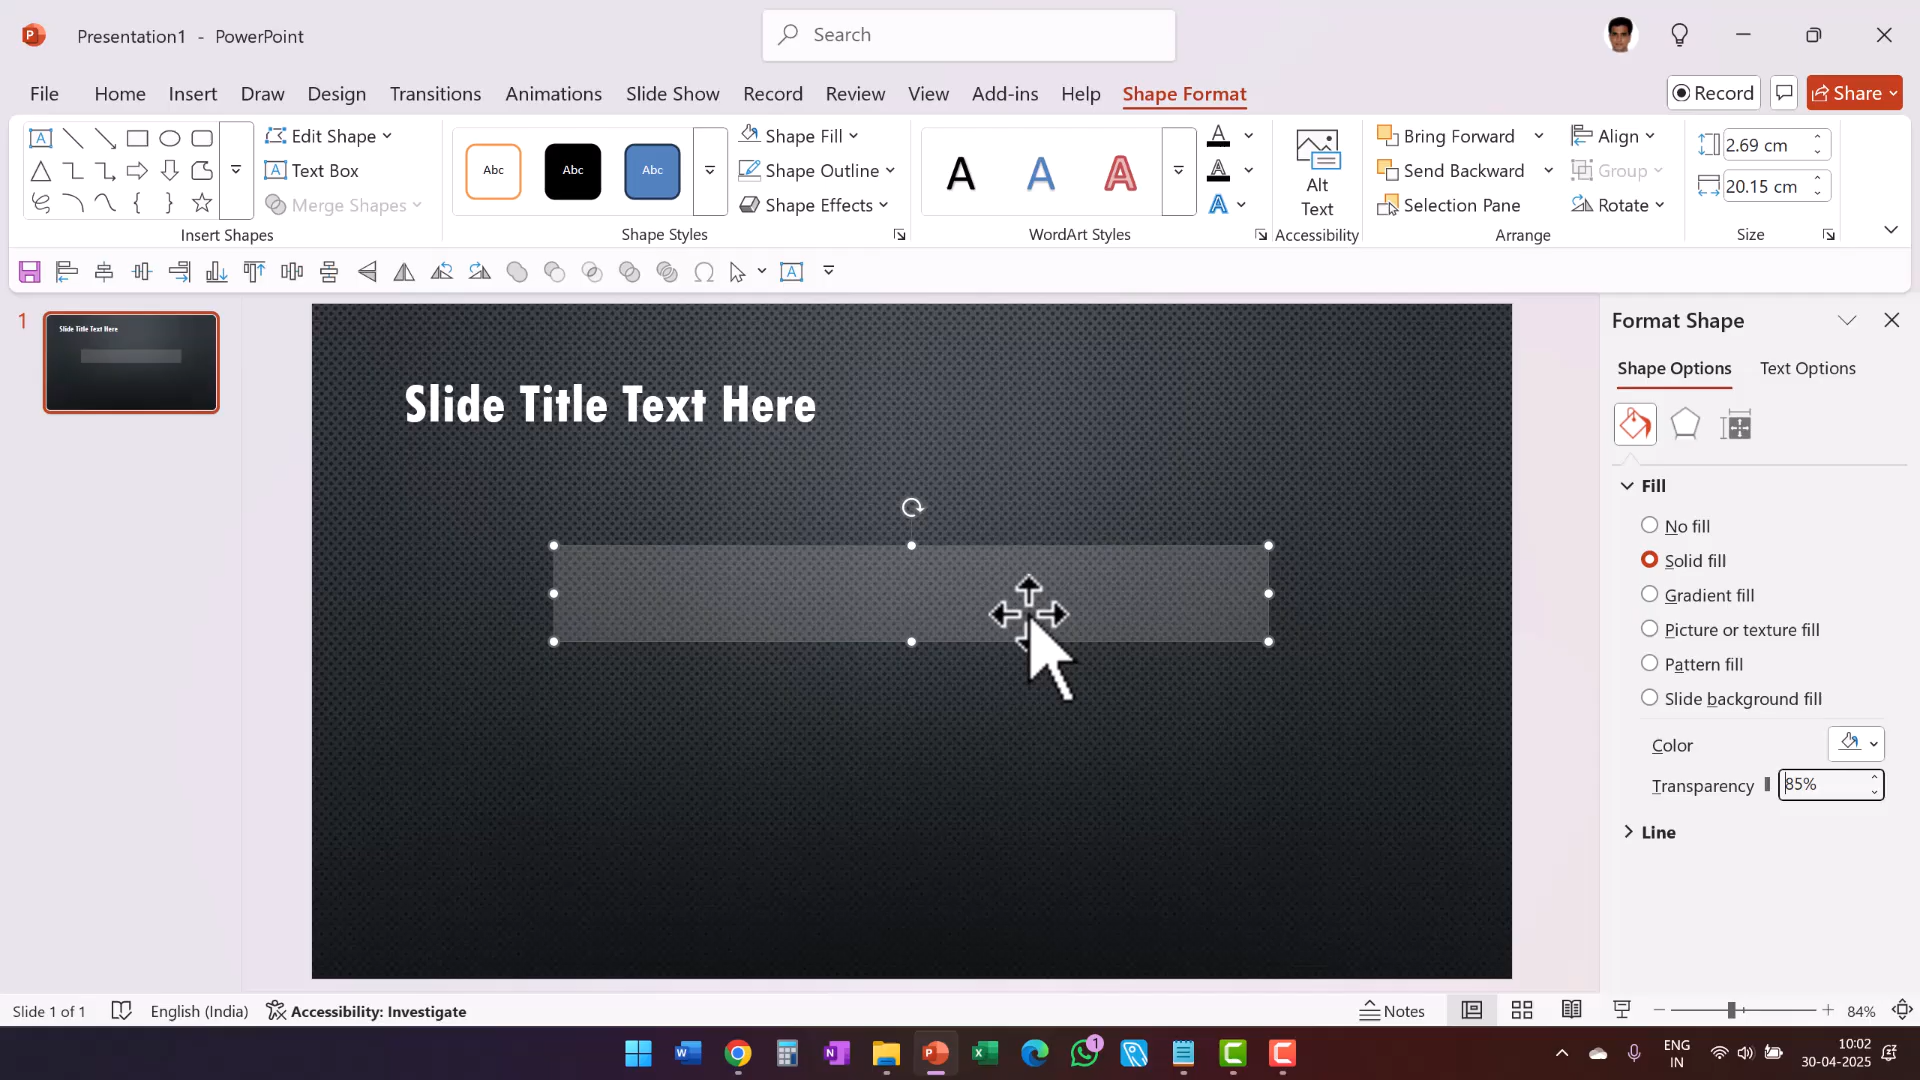 Presentation1 - PowerPoint
Search
File Home Insert Draw Design Transitions Animations Slide Show Record Review View Add-ins Help Shape Format
Record
Share
Edit Shape
Text Box
Merge Shapes
Insert Shapes
Abc Abc Abc
Shape Fill
Shape Outline
Shape Effects
Shape Styles
A A A
WordArt Styles
Alt
Text
Accessibility
Bring Forward
Send Backward
Selection Pane
Align
Group
Rotate
Arrange
2.69 cm
20.15 cm
Size
1
Slide Title Text Here
Slide Title Text Here
Format Shape
Shape Options Text Options
Fill
No fill
Solid fill
Gradient fill
Picture or texture fill
Pattern fill
Slide background fill
Color
Transparency 85%
Line
Slide 1 of 1 English (India) Accessibility: Investigate
Notes
84%
1
ENG
IN
10:02
30-04-2025